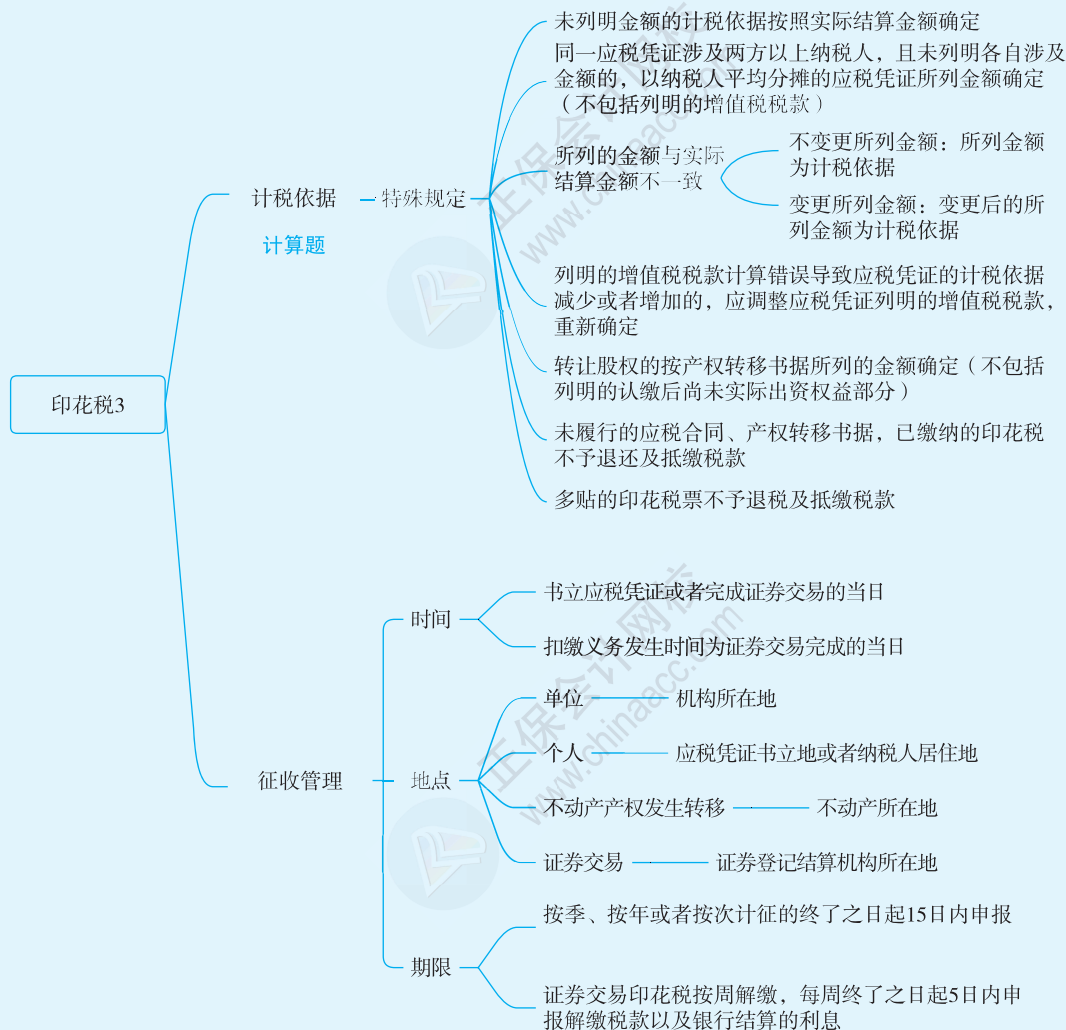 未列明金额的计税依据按照实际结算金额确定
同一应税凭证涉及两方以上纳税人，且未列明各自涉及
金额的，以纳税人平均分摊的应税凭证所列金额确定
（不包括列明的增值税税款）
所列的金额与实际
结算金额不一致
不变更所列金额：所列金额
为计税依据
变更所列金额：变更后的所
列金额为计税依据
计税依据
特殊规定
计算题
列明的增值税税款计算错误导致应税凭证的计税依据
减少或者增加的，应调整应税凭证列明的增值税税款，
重新确定
转让股权的按产权转移书据所列的金额确定（不包括
列明的认缴后尚未实际出资权益部分）
印花税3
未履行的应税合同、产权转移书据，已缴纳的印花税
不予退还及抵缴税款
多贴的印花税票不予退税及抵缴税款
书立应税凭证或者完成证券交易的当日
时间
扣缴义务发生时间为证券交易完成的当日
单位
机构所在地
个人
应税凭证书立地或者纳税人居住地
征收管理
地点
不动产产权发生转移
不动产所在地
证券交易
证券登记结算机构所在地
按季、按年或者按次计征的终了之日起15日内申报
期限
证券交易印花税按周解缴，每周终了之日起5日内申
报解缴税款以及银行结算的利息
正保会计网校
www.chinaacc.com
正保会计网校
www.chinaacc.com